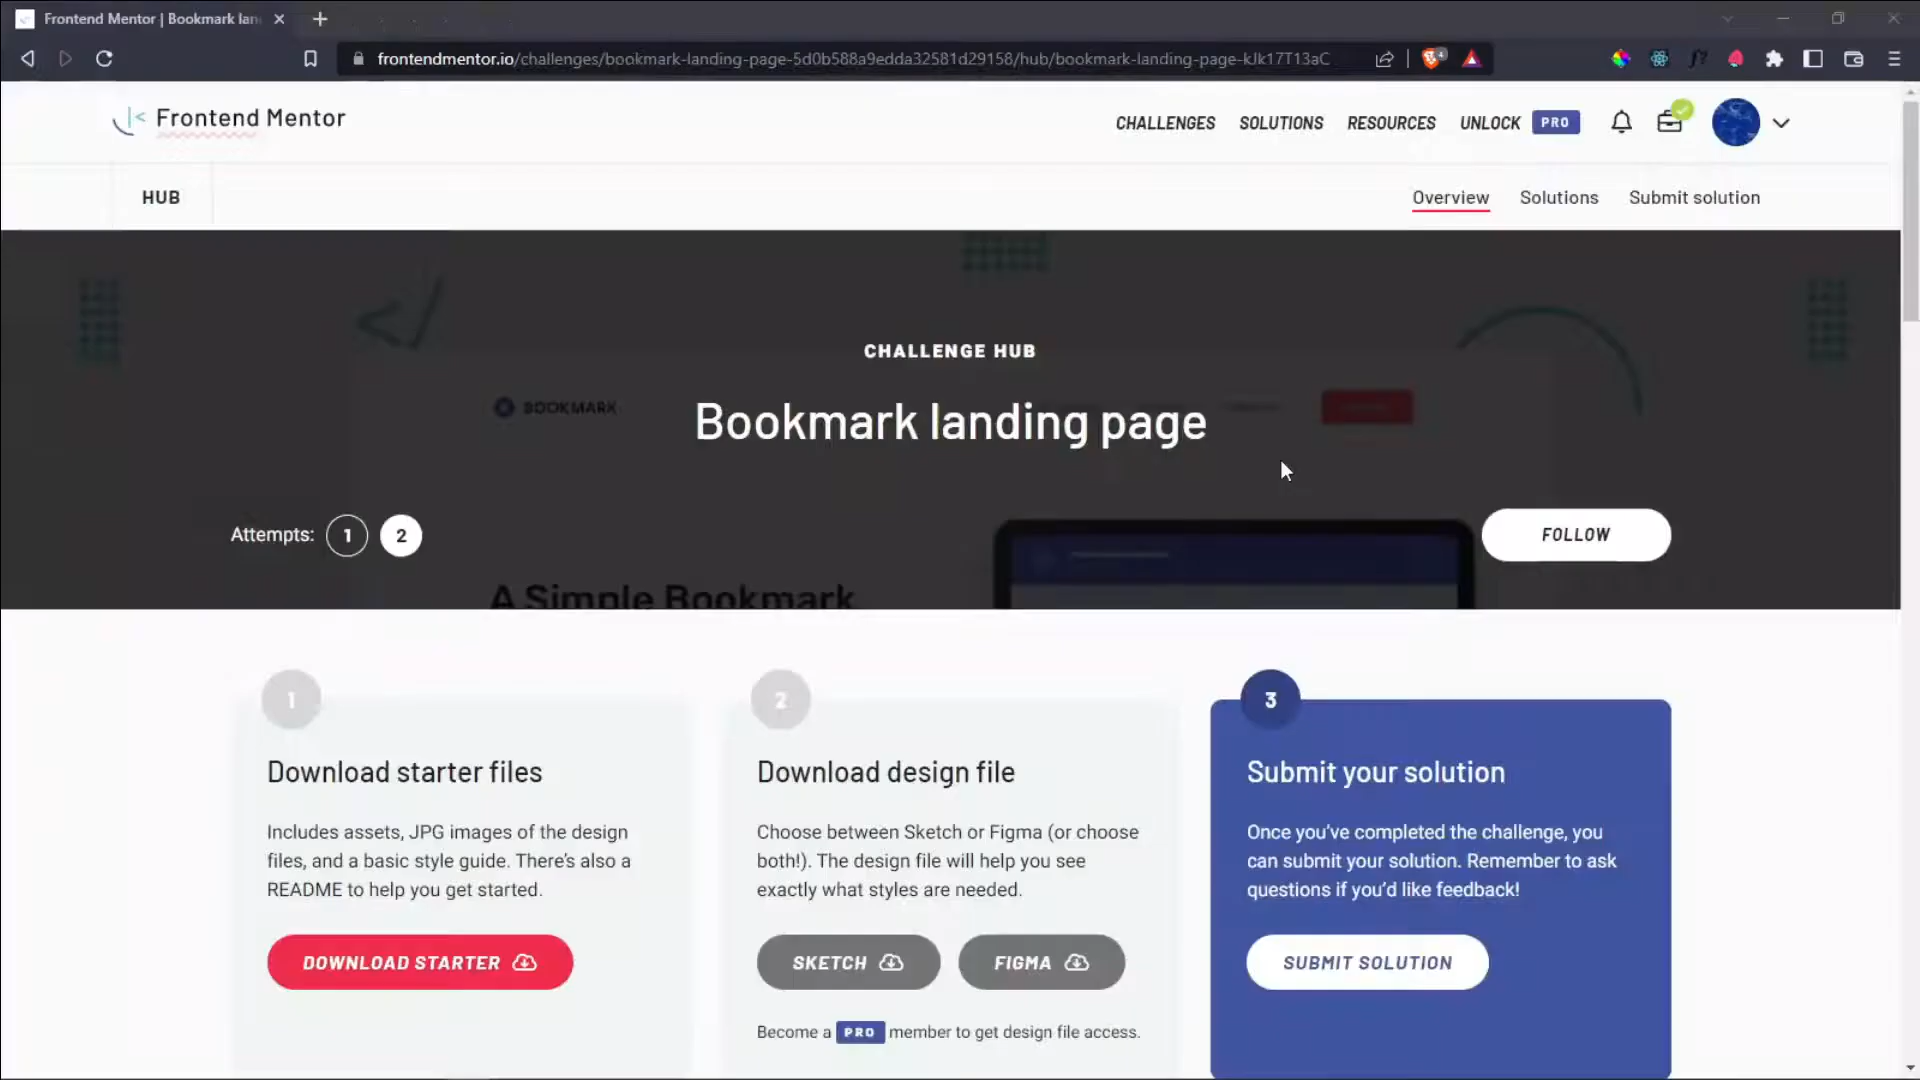 Frontend Mentor | Bookmark lan
frontendmentor.io/challenges/bookmark-landing-page-5d0b588a9edda32581d29158/hub/bookmark-landing-page-kJk17T13aC
4
f?
Frontend Mentor
CHALLENGES
SOLUTIONS
RESOURCES
UNLOCK PRO
HUB
Overview
Solutions
Submit solution
CHALLENGE HUB
BOOKMARK
Bookmark landing page
Attempts: 1 2
FOLLOW
A Simple Bookmark
1
2
3
Download starter files
Includes assets, JPG images of the design
files, and a basic style guide. There's also a
README to help you get started.
DOWNLOAD STARTER
Download design file
Choose between Sketch or Figma (or choose
both!). The design file will help you see
exactly what styles are needed.
SKETCH
FIGMA
Become a PRO member to get design file access.
Submit your solution
Once you've completed the challenge, you
can submit your solution. Remember to ask
questions if you'd like feedback!
SUBMIT SOLUTION